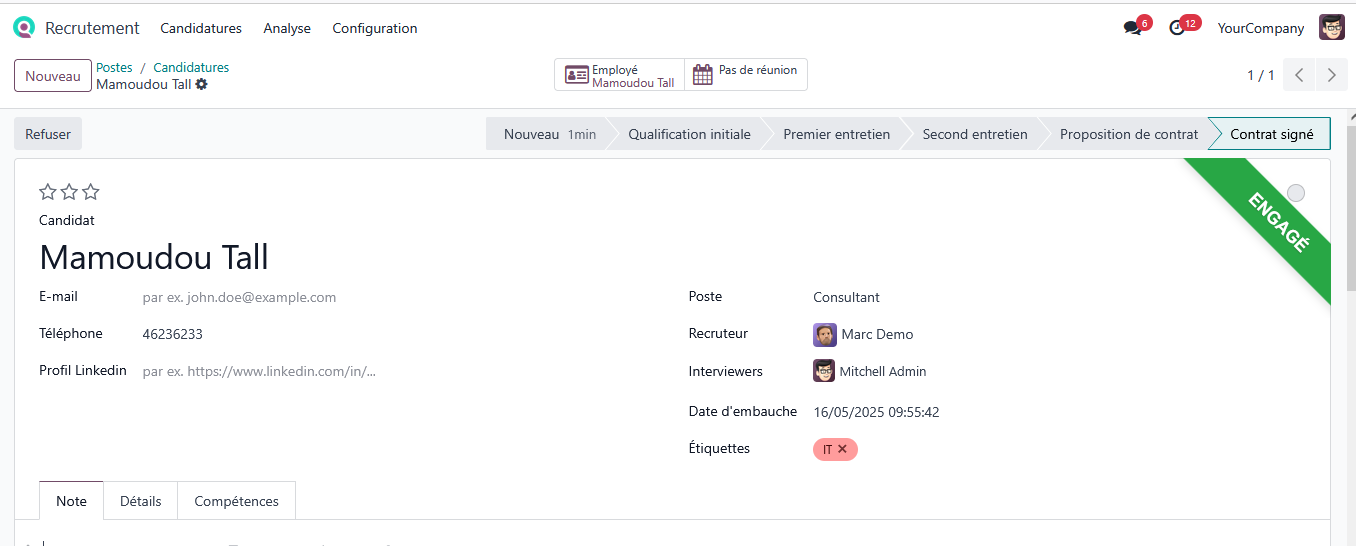 Recrutement Candidatures Analyse Configuration 6 12 YourCompany
Nouveau
Postes / Candidatures
Mamoudou Tall
Employé
Mamoudou Tall
Pas de réunion
1 / 1
Refuser
Nouveau 1min Qualification initiale Premier entretien Second entretien Proposition de contrat Contrat signé
ENGAGÉ
Candidat
Mamoudou Tall
E-mail par ex. john.doe@example.com
Téléphone 46236233
Profil Linkedin par ex. https://www.linkedin.com/in/...
Poste Consultant
Recruteur Marc Demo
Interviewers Mitchell Admin
Date d'embauche 16/05/2025 09:55:42
Étiquettes IT ✕
Note Détails Compétences